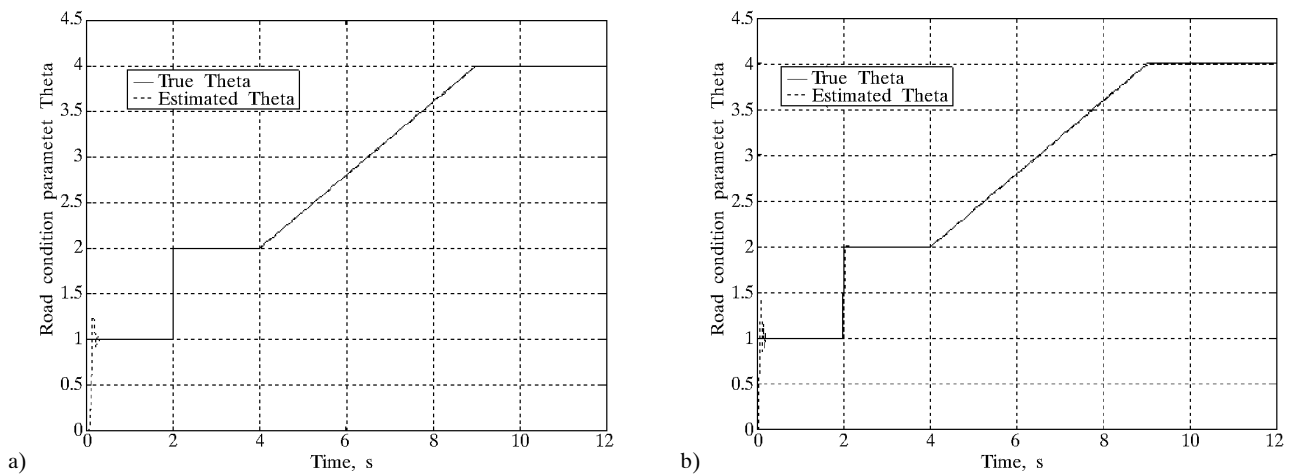 4.5
4
3.5
3
2.5
2
1.5
1
0.5
0
Road condition parametet Theta
True Theta
Estimated Theta
0 2 4 6 8 10 12
Time, s
a)
4.5
4
3.5
3
2.5
2
1.5
1
0.5
0
Road condition parametet Theta
True Theta
Estimated Theta
0 2 4 6 8 10 12
Time, s
b)